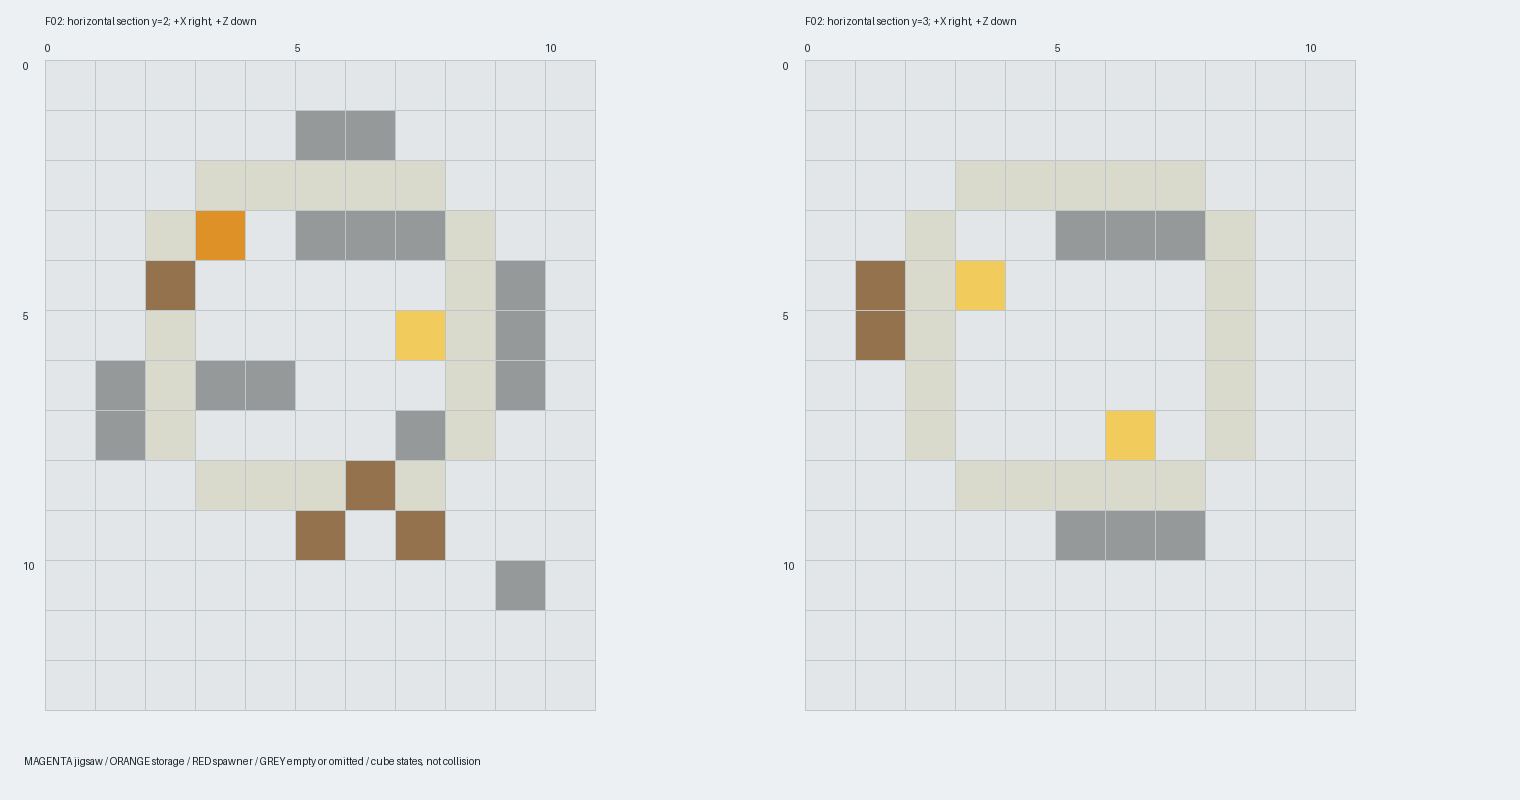 F02: horizontal section y=2; +X right, +Z down
F02: horizontal section y=3; +X right, +Z down
0 5 10
0 5 10
0
0
5
5
10
10
MAGENTA jigsaw / ORANGE storage / RED spawner / GREY empty or omitted / cube states, not collision